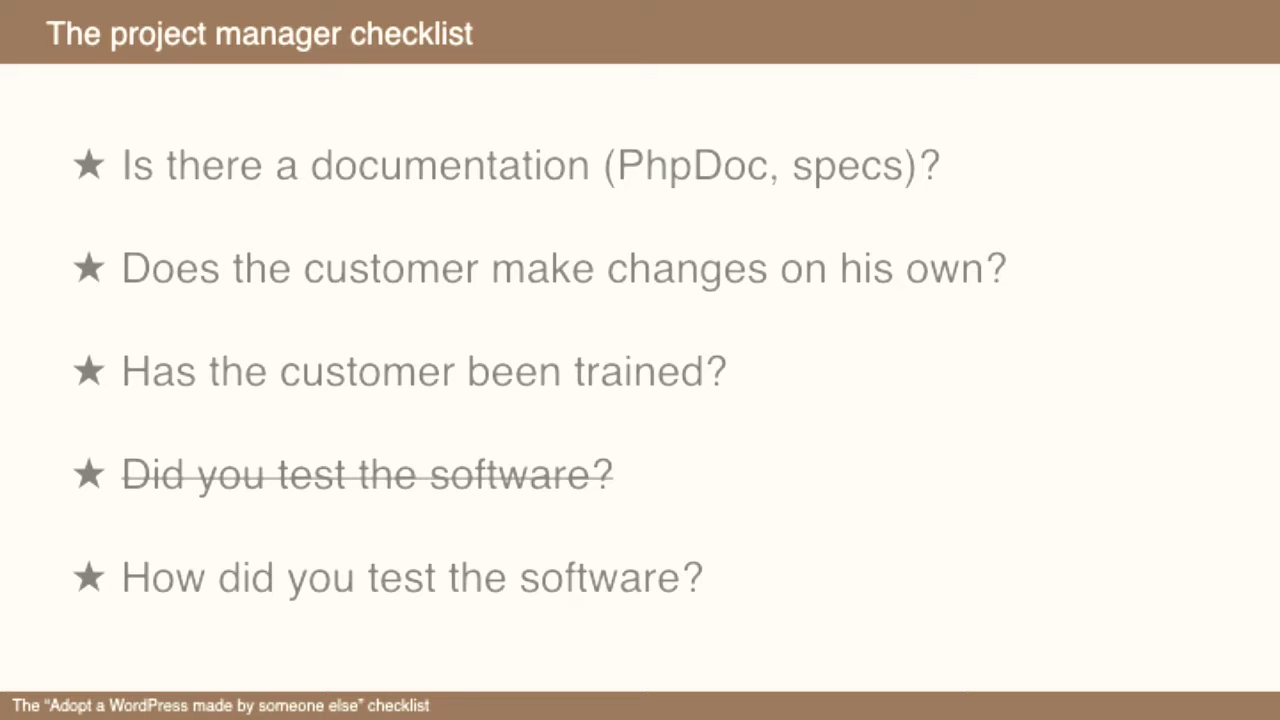 The project manager checklist
★ Is there a documentation (PhpDoc, specs)?
★ Does the customer make changes on his own?
★ Has the customer been trained?
★ Did you test the software?
★ How did you test the software?
The “Adopt a WordPress made by someone else” checklist